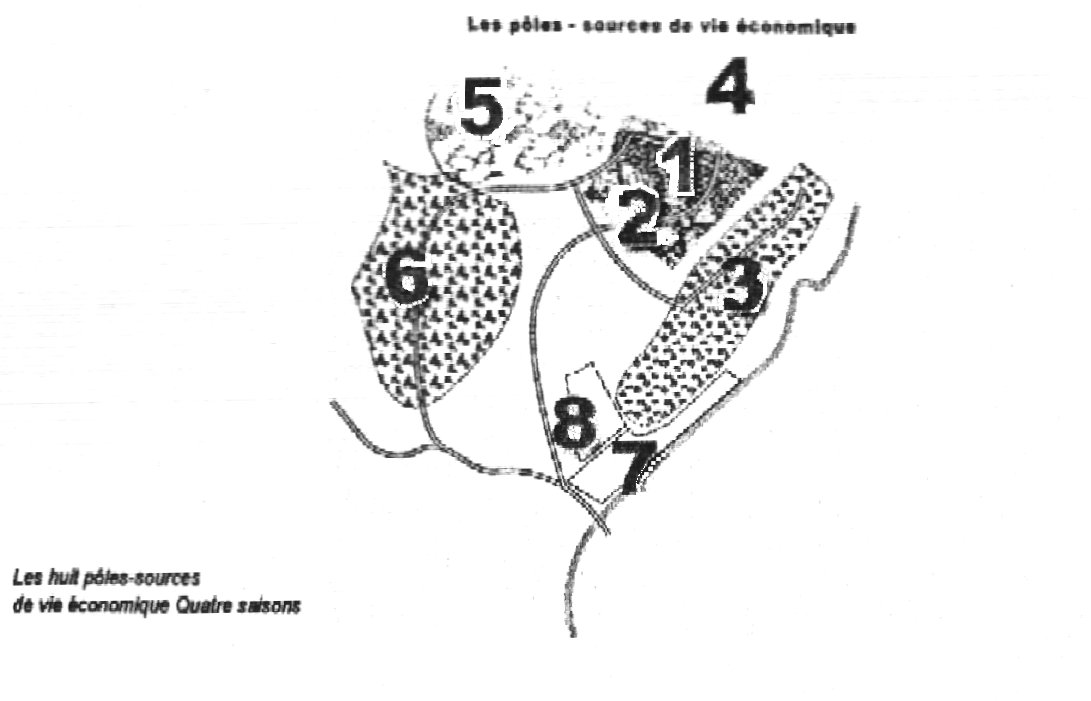 Les pôles - sources de vie économique
4
5
1
2
6
3
8
7
Les huit pôles-sources
de vie économique Quatre saisons